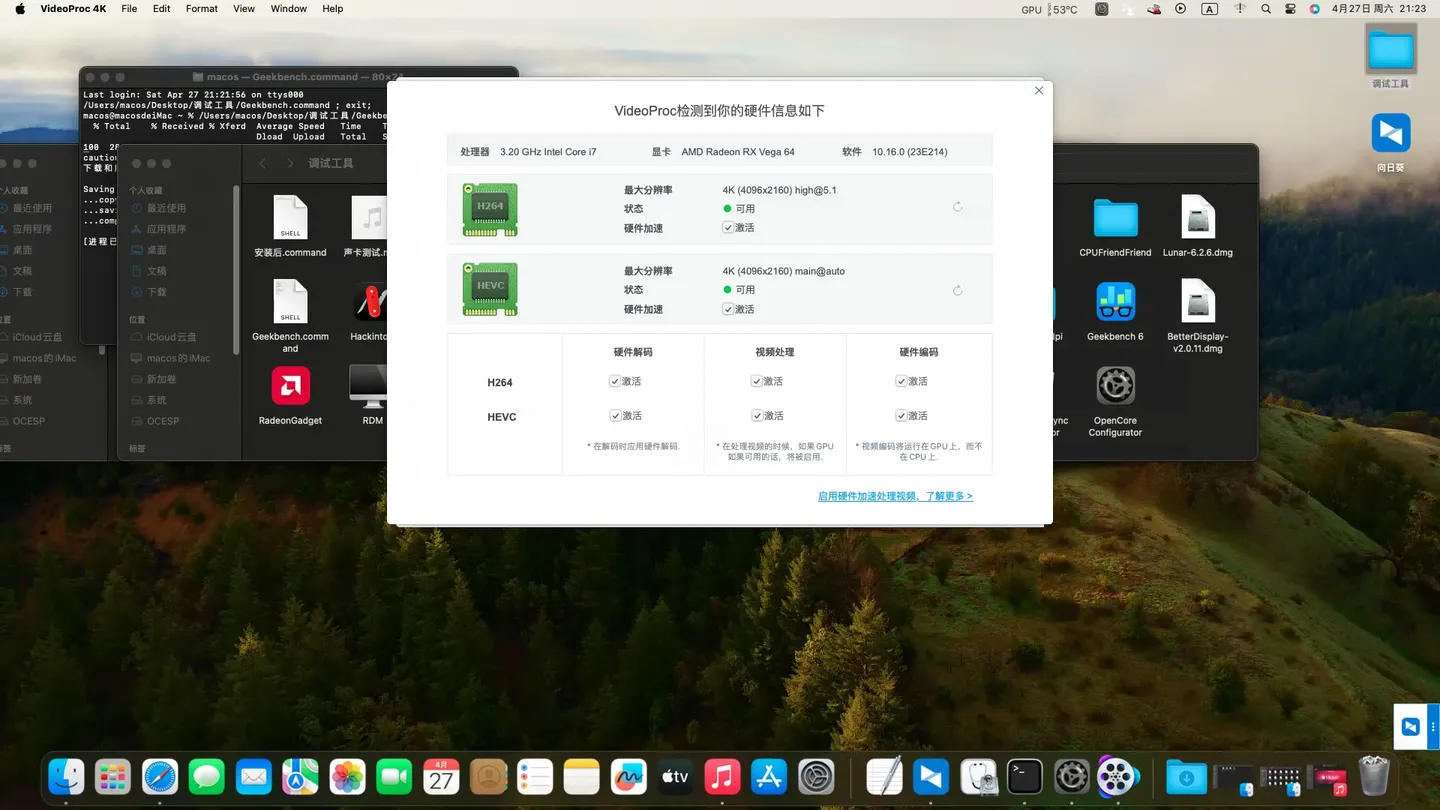 VideoProc 4K File Edit Format View Window Help
GPU 53°C A 4月27日 周六 21:23
调试工具
向日葵
macos — Geekbench.command — 80×24
Last login: Sat Apr 27 21:21:56 on ttys000
/Users/macos/Desktop/调试工具/Geekbench.command ; exit;
macos@macosdeiMac ~ % /Users/macos/Desktop/调试工具/Geekbe
% Total % Received % Xferd Average Speed Time
Dload Upload Total
100
下载和
Saving
...cop
...savi
...com
[进程已
个人收藏
最近使用
应用程序
桌面
文稿
下载
位置
iCloud云盘
macos的iMac
新加卷
系统
OCESP
标签
调试工具
个人收藏
最近使用
应用程序
桌面
文稿
下载
位置
iCloud云盘
macos的iMac
新加卷
系统
OCESP
标签
SHELL
安装后.command
声卡测试.m
SHELL
Geekbench.comm
and
Hackinto
RadeonGadget
RDM
CPUFriendFriend
Lunar-6.2.6.dmg
Geekbench 6
BetterDisplay-
v2.0.11.dmg
OpenCore
Configurator
VideoProc检测到你的硬件信息如下
处理器 3.20 GHz Intel Core i7 显卡 AMD Radeon RX Vega 64 软件 10.16.0 (23E214)
H264
最大分辨率 4K (4096x2160) high@5.1
状态 可用
硬件加速 激活
HEVC
最大分辨率 4K (4096x2160) main@auto
状态 可用
硬件加速 激活
硬件解码 视频处理 硬件编码
H264 激活 激活 激活
HEVC 激活 激活 激活
* 在解码时应用硬件解码.
* 在处理视频的时候，如果GPU
如果可用的话，将被启用.
* 视频编码将运行在GPU上，而不
在CPU上.
启用硬件加速处理视频，了解更多 >
4月
27
tv